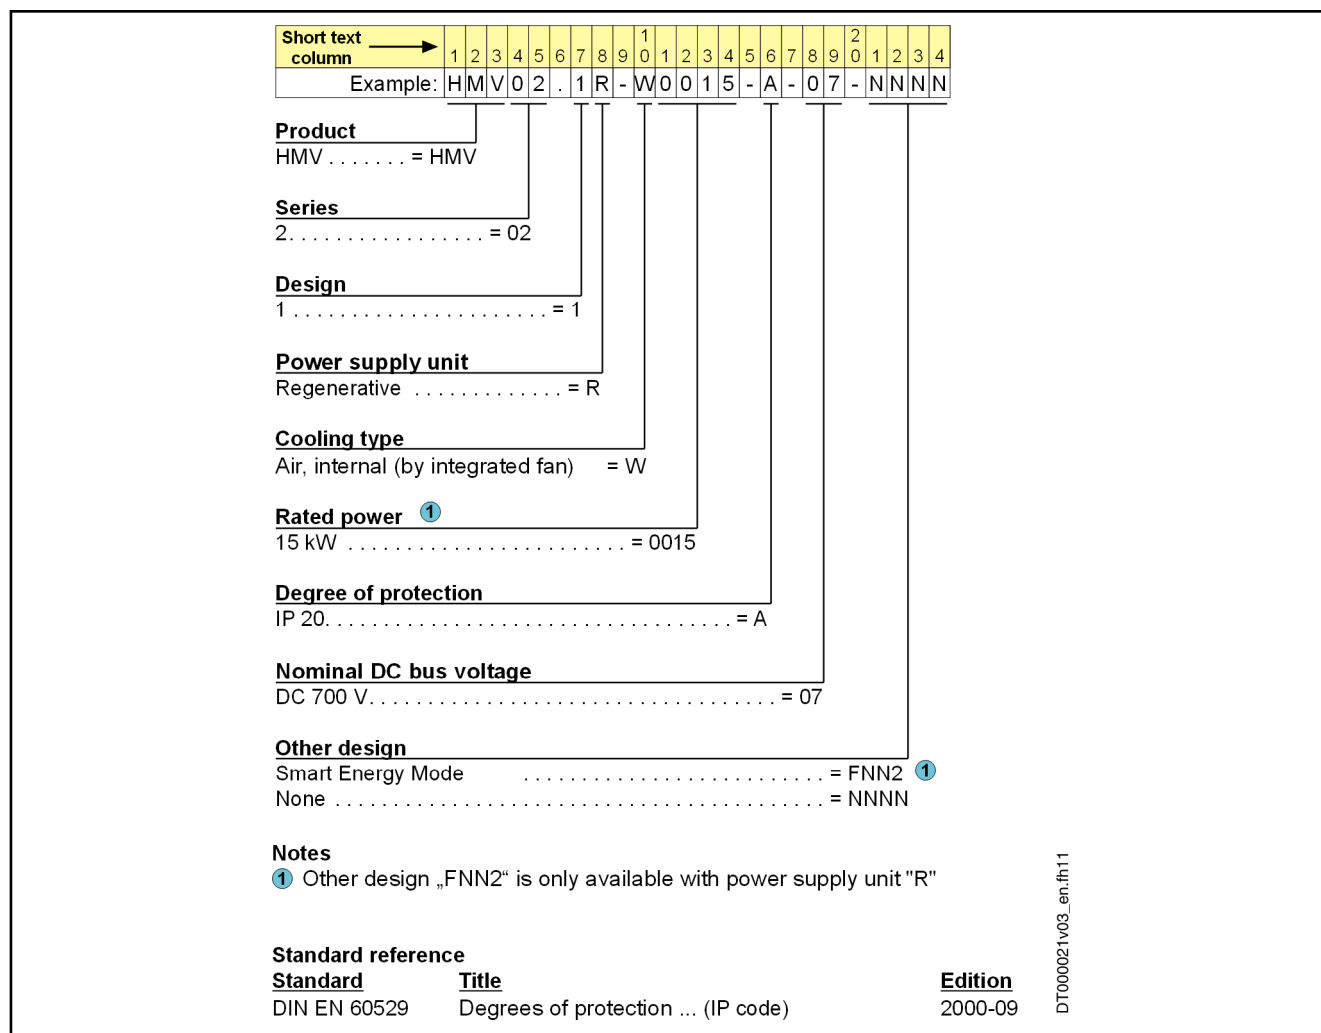 Short text column 1 2 3 4 5 6 7 8 9 10 1 2 3 4 5 6 7 8 9 20 1 2 3 4
Example: H M V 0 2 . 1 R - W 0 0 1 5 - A - 0 7 - N N N N
Product
HMV . . . . . . . = HMV
Series
2. . . . . . . . . . . . . . . . . = 02
Design
1 . . . . . . . . . . . . . . . . . . . . . . = 1
Power supply unit
Regenerative . . . . . . . . . . . . . = R
Cooling type
Air, internal (by integrated fan) = W
Rated power 1
15 kW . . . . . . . . . . . . . . . . . . . . . . . . = 0015
Degree of protection
IP 20. . . . . . . . . . . . . . . . . . . . . . . . . . . . . . . . . . . = A
Nominal DC bus voltage
DC 700 V. . . . . . . . . . . . . . . . . . . . . . . . . . . . . . . . . . . = 07
Other design
Smart Energy Mode . . . . . . . . . . . . . . . . . . . . . . . . . . = FNN2 1
None . . . . . . . . . . . . . . . . . . . . . . . . . . . . . . . . . . . . . . . . . . = NNNN
Notes
1 Other design „FNN2“ is only available with power supply unit "R"
Standard reference
Standard Title Edition
DIN EN 60529 Degrees of protection ... (IP code) 2000-09
DT000021v03_en.fh11